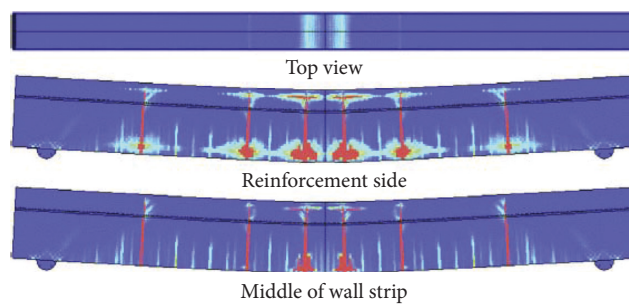 Top view
Reinforcement side
Middle of wall strip